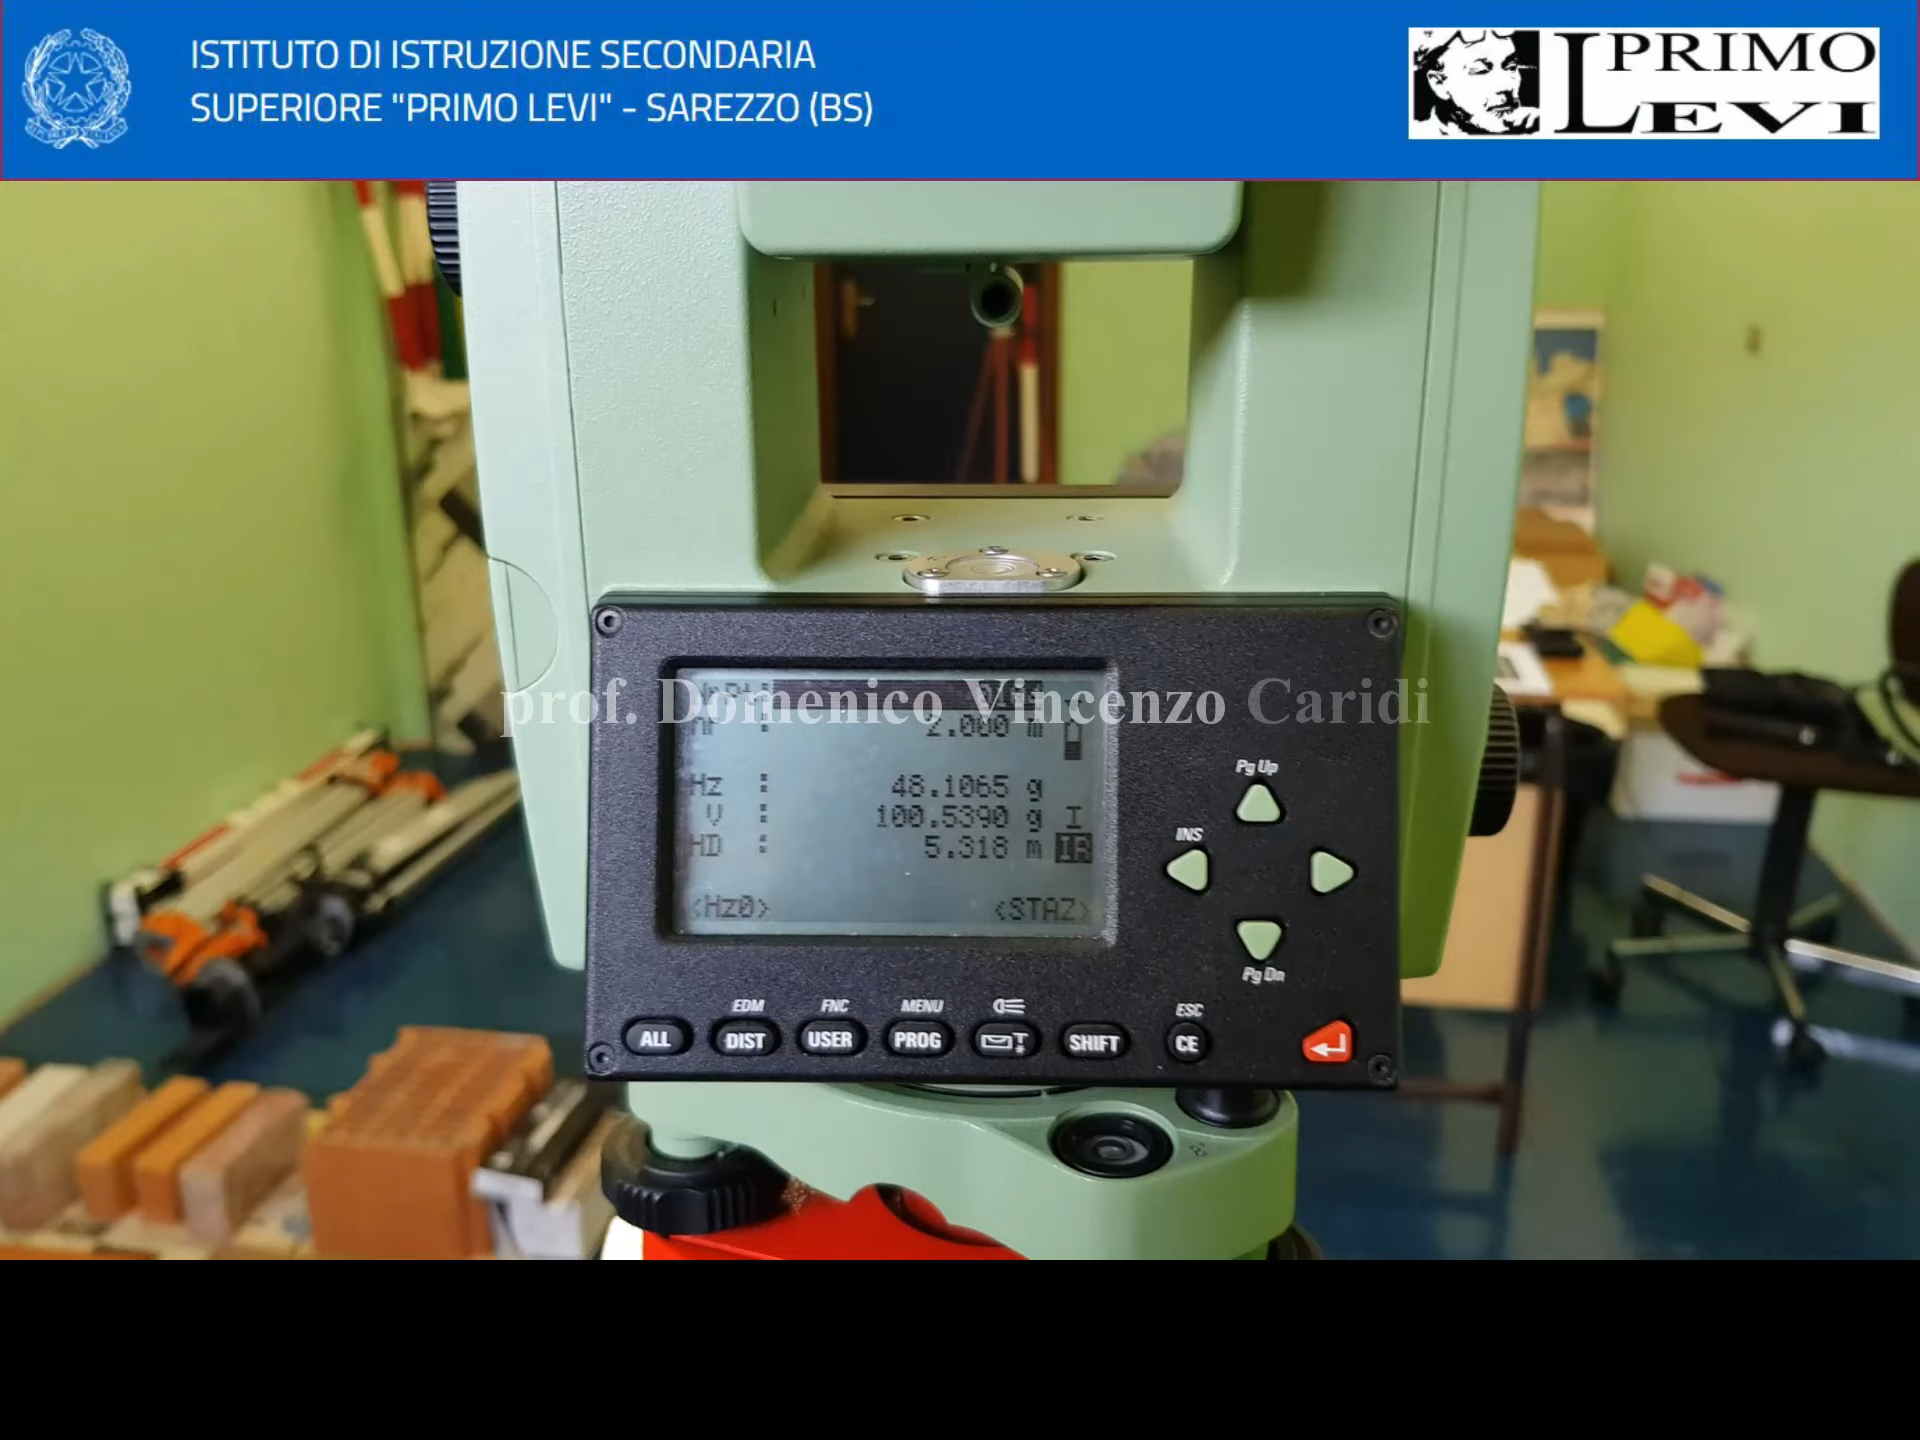 ISTITUTO DI ISTRUZIONE SECONDARIA
SUPERIORE "PRIMO LEVI" - SAREZZO (BS)
PRIMO
LEVI
prof. Domenico Vincenzo Caridi
2.000 m
Hz : 48.1065 g
V : 100.5390 g I
HD : 5.318 m IR
<Hz0> <STAZ>
Pg Up
INS
Pg Dn
EDM FNC MENU ESC
ALL DIST USER PROG SHIFT CE